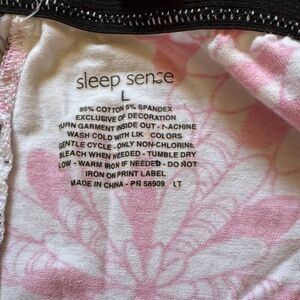 sleep sense
L
95% COTTON 5% SPANDEX
EXCLUSIVE OF DECORATION
TURN GARMENT INSIDE OUT - MACHINE
WASH COLD WITH LIK COLORS
GENTLE CYCLE - ONLY NON-CHLORINE
BLEACH WHEN NEEDED - TUMBLE DRY
LOW - WARM IRON IF NEEDED - DO NOT
IRON ON PRINT LABEL
MADE IN CHINA - PN 58909 LT